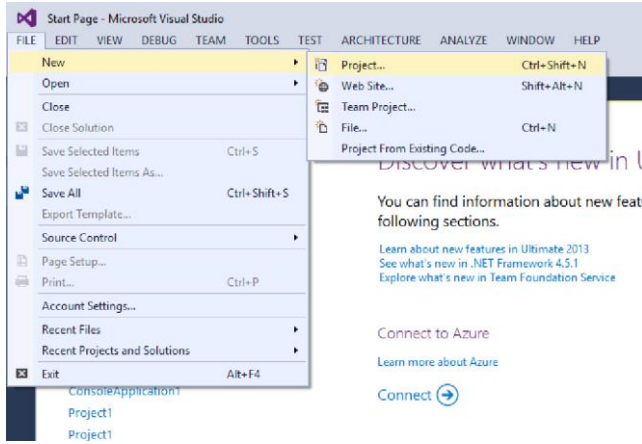 Start Page - Microsoft Visual Studio
FILE EDIT VIEW DEBUG TEAM TOOLS TEST ARCHITECTURE ANALYZE WINDOW HELP
New
Open
Close
Close Solution
Save Selected Items Ctrl+S
Save Selected Items As...
Save All Ctrl+Shift+S
Export Template...
Source Control
Page Setup...
Print... Ctrl+P
Account Settings...
Recent Files
Recent Projects and Solutions
Exit Alt+F4
Project... Ctrl+Shift+N
Web Site... Shift+Alt+N
Team Project...
File... Ctrl+N
Project From Existing Code...
Discover what's new in
You can find information about new
following sections.
Learn about new features in Ultimate 2013
See what's new in .NET Framework 4.5.1
Explore what's new in Team Foundation Service
Connect to Azure
Learn more about Azure
Connect
ConsoleApplication1
Project1
Project1